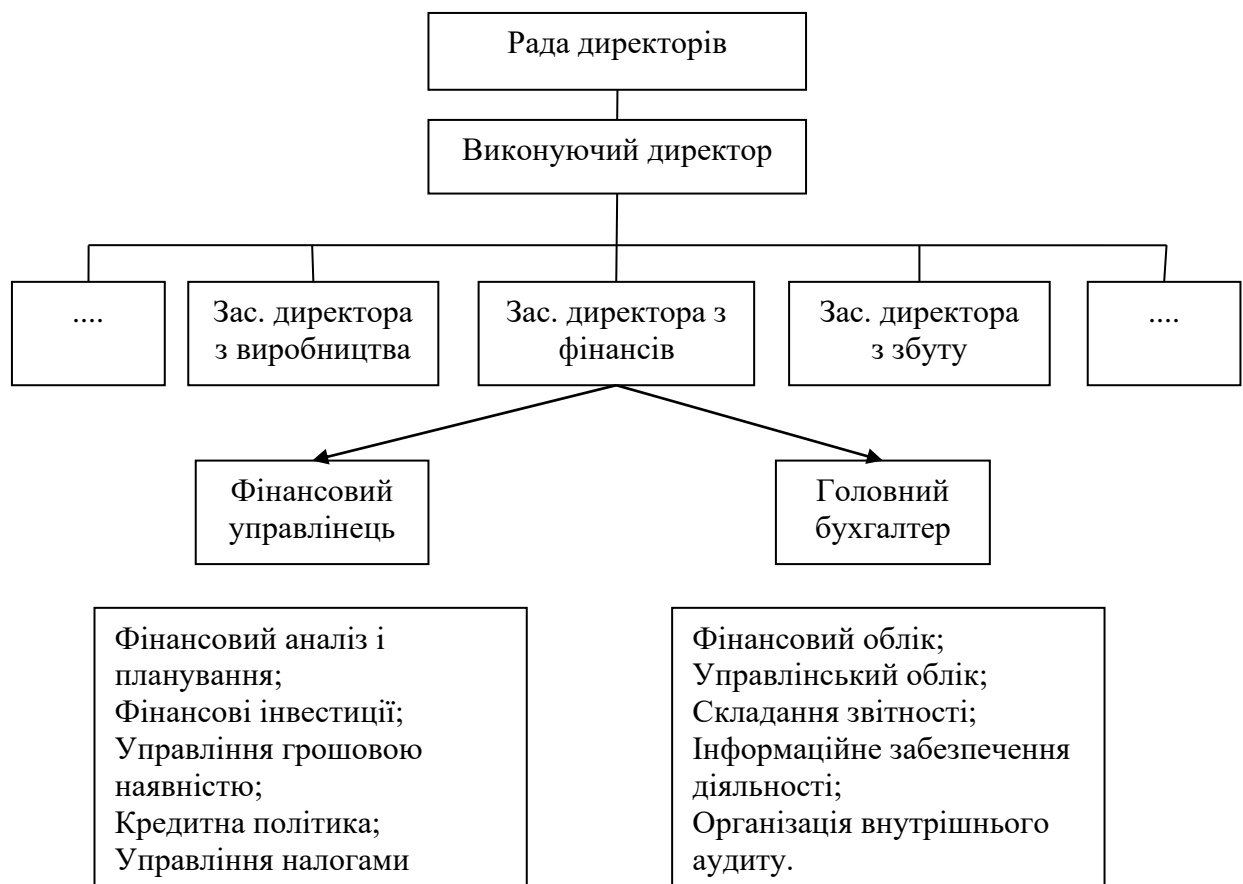 Рада директорів
Виконуючий директор
....
Зас. директора
з виробництва
Зас. директора з
фінансів
Зас. директора
з збуту
....
Фінансовий
управлінець
Головний
бухгалтер
Фінансовий аналіз і
планування;
Фінансові інвестиції;
Управління грошовою
наявністю;
Кредитна політика;
Управління налогами
Фінансовий облік;
Управлінський облік;
Складання звітності;
Інформаційне забезпечення
діяльності;
Організація внутрішнього
аудиту.